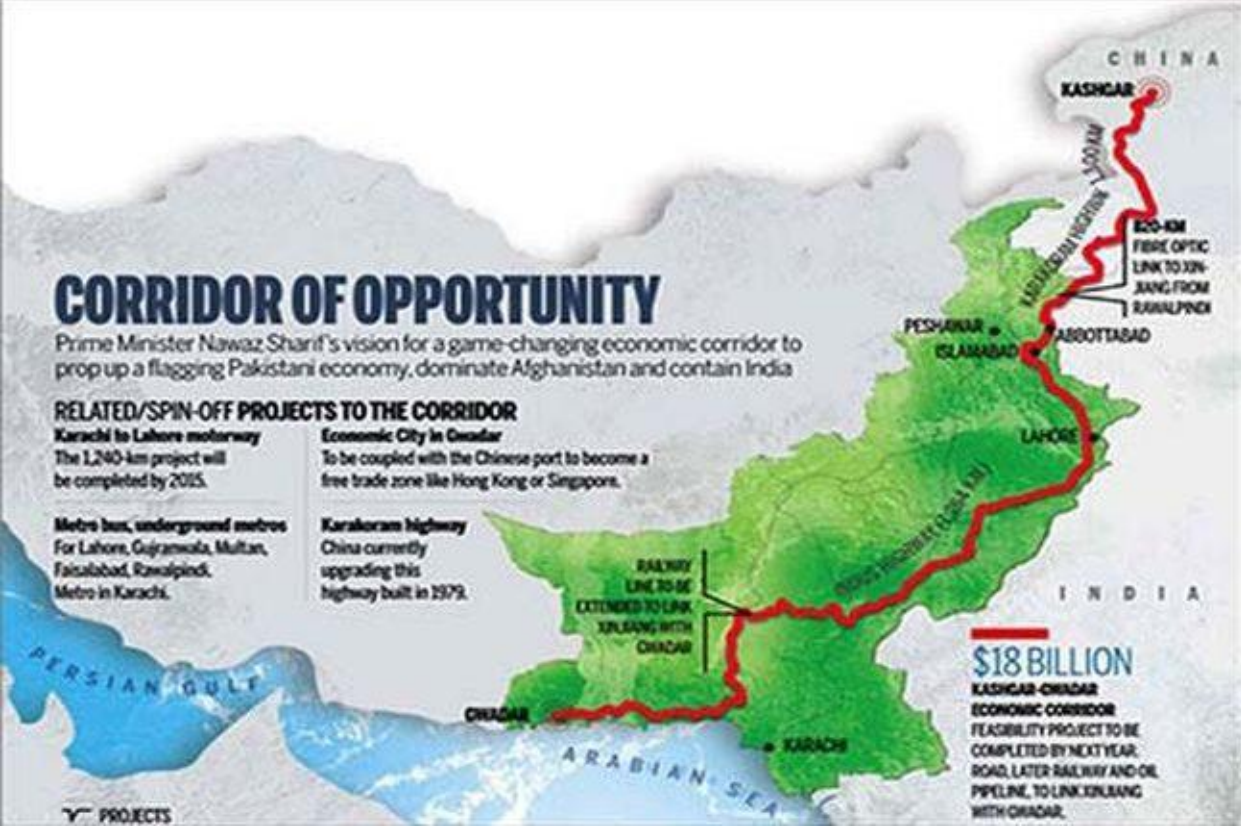 CHINA
KASHGAR
KARAKORAM HIGHWAY 1,300 KM
820-KM
FIBRE OPTIC
LINK TO XIN-
JIANG FROM
RAWALPINDI
PESHAWAR
ABBOTTABAD
ISLAMABAD
LAHORE
CORRIDOR OF OPPORTUNITY
Prime Minister Nawaz Sharif's vision for a game-changing economic corridor to
prop up a flagging Pakistani economy, dominate Afghanistan and contain India
RELATED/SPIN-OFF PROJECTS TO THE CORRIDOR
Karachi to Lahore motorway
The 1,240-km project will
be completed by 2015.
Economic City in Gwadar
To be coupled with the Chinese port to become a
free trade zone like Hong Kong or Singapore.
Metro bus, underground metros
For Lahore, Gujranwala, Multan,
Faisalabad, Rawalpindi.
Metro in Karachi.
Karakoram highway
China currently
upgrading this
highway built in 1979.
INDUS HIGHWAY
RAILWAY
LINE TO BE
EXTENDED TO LINK
XINJIANG WITH
GWADAR
INDIA
PERSIAN GULF
GWADAR
ARABIAN SEA
KARACHI
$18 BILLION
KASHGAR-GWADAR
ECONOMIC CORRIDOR
FEASIBILITY PROJECT TO BE
COMPLETED BY NEXT YEAR.
ROAD, LATER RAILWAY AND OIL
PIPELINE, TO LINK XINJIANG
WITH GWADAR.
PROJECTS